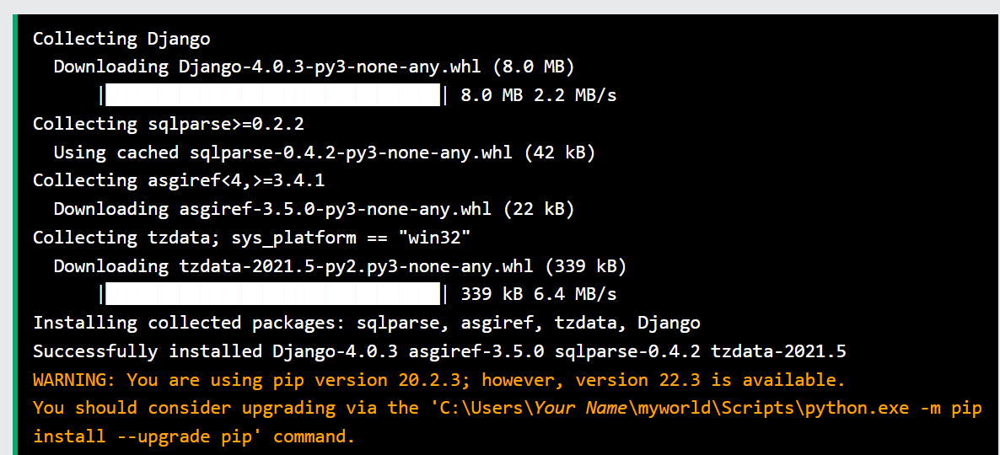 Collecting Django
  Downloading Django-4.0.3-py3-none-any.whl (8.0 MB)
     |████████████████████████████████| 8.0 MB 2.2 MB/s
Collecting sqlparse>=0.2.2
  Using cached sqlparse-0.4.2-py3-none-any.whl (42 kB)
Collecting asgiref<4,>=3.4.1
  Downloading asgiref-3.5.0-py3-none-any.whl (22 kB)
Collecting tzdata; sys_platform == "win32"
  Downloading tzdata-2021.5-py2.py3-none-any.whl (339 kB)
     |████████████████████████████████| 339 kB 6.4 MB/s
Installing collected packages: sqlparse, asgiref, tzdata, Django
Successfully installed Django-4.0.3 asgiref-3.5.0 sqlparse-0.4.2 tzdata-2021.5
WARNING: You are using pip version 20.2.3; however, version 22.3 is available.
You should consider upgrading via the 'C:\Users\Your Name\myworld\Scripts\python.exe -m pip
install --upgrade pip' command.